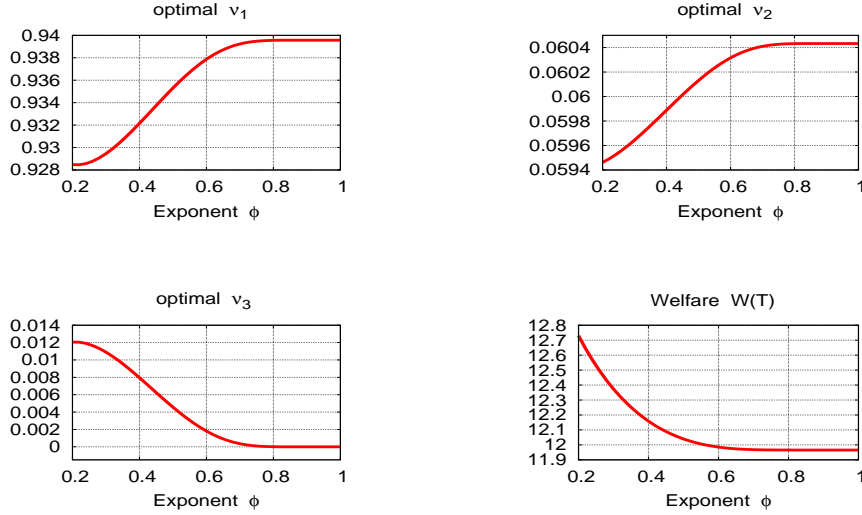 optimal ν1
0.94
0.938
0.936
0.934
0.932
0.93
0.928
0.2 0.4 0.6 0.8 1
Exponent ϕ
optimal ν2
0.0604
0.0602
0.06
0.0598
0.0596
0.0594
0.2 0.4 0.6 0.8 1
Exponent ϕ
optimal ν3
0.014
0.012
0.01
0.008
0.006
0.004
0.002
0
0.2 0.4 0.6 0.8 1
Exponent ϕ
Welfare W(T)
12.8
12.7
12.6
12.5
12.4
12.3
12.2
12.1
12
11.9
0.2 0.4 0.6 0.8 1
Exponent ϕ